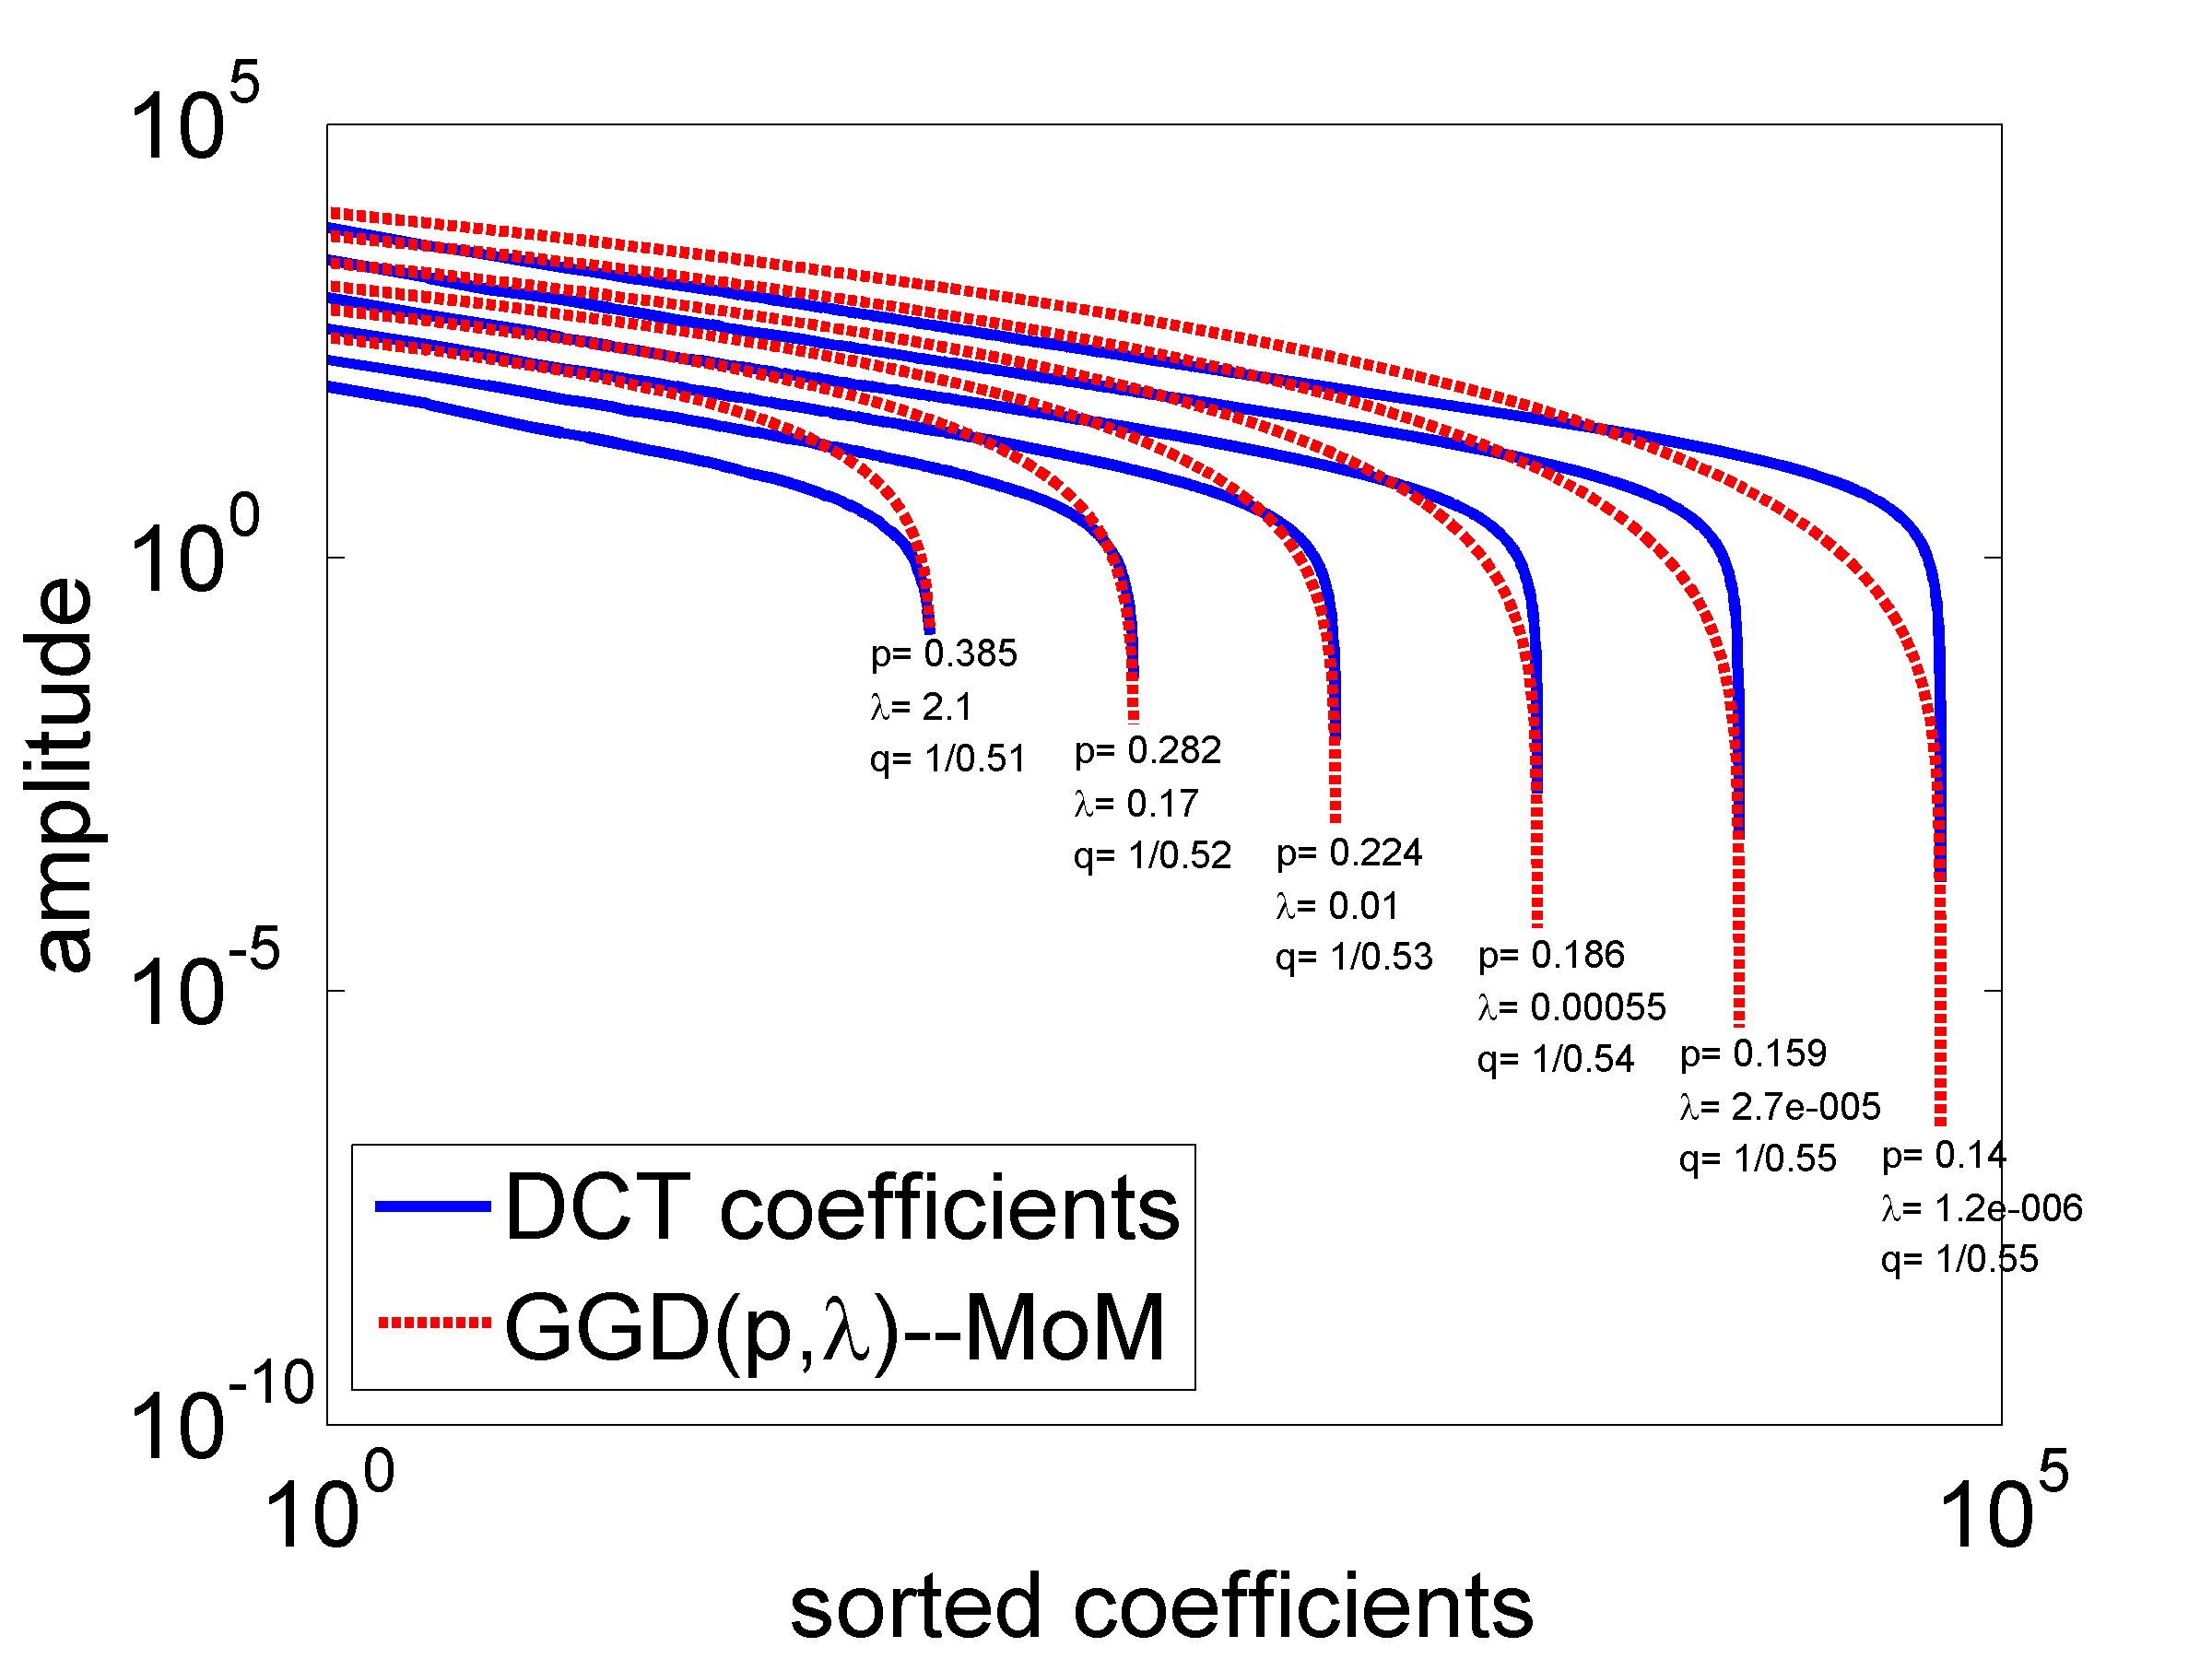 10^5
10^0
10^-5
10^-10
amplitude
p= 0.385
λ= 2.1
q= 1/0.51
p= 0.282
λ= 0.17
q= 1/0.52
p= 0.224
λ= 0.01
q= 1/0.53
p= 0.186
λ= 0.00055
q= 1/0.54
p= 0.159
λ= 2.7e-005
q= 1/0.55
p= 0.14
λ= 1.2e-006
q= 1/0.55
DCT coefficients
GGD(p,λ)--MoM
10^0
10^5
sorted coefficients